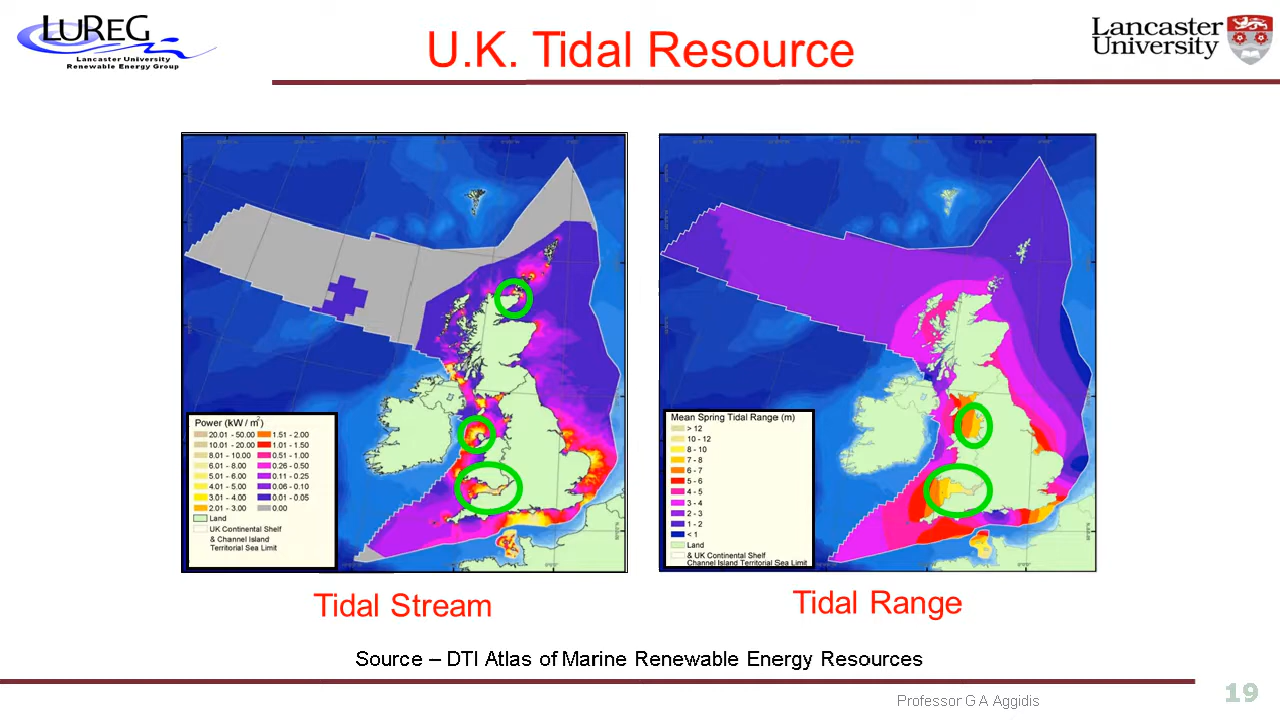 LUREG
Lancaster University
Renewable Energy Group
U.K. Tidal Resource
Lancaster
University
Power (kW / m²)
20.01 - 50.00 1.51 - 2.00
10.01 - 20.00 1.01 - 1.50
8.01 - 10.00 0.51 - 1.00
6.01 - 8.00 0.26 - 0.50
5.01 - 6.00 0.11 - 0.25
4.01 - 5.00 0.06 - 0.10
3.01 - 4.00 0.01 - 0.05
2.01 - 3.00 0.00
Land
UK Continental Shelf
& Channel Island
Territorial Sea Limit
Mean Spring Tidal Range (m)
> 12
10 - 12
8 - 10
7 - 8
6 - 7
5 - 6
4 - 5
3 - 4
2 - 3
1 - 2
< 1
Land
& UK Continental Shelf
Channel Island Territorial Sea Limit
Tidal Stream
Tidal Range
Source – DTI Atlas of Marine Renewable Energy Resources
Professor G A Aggidis
19